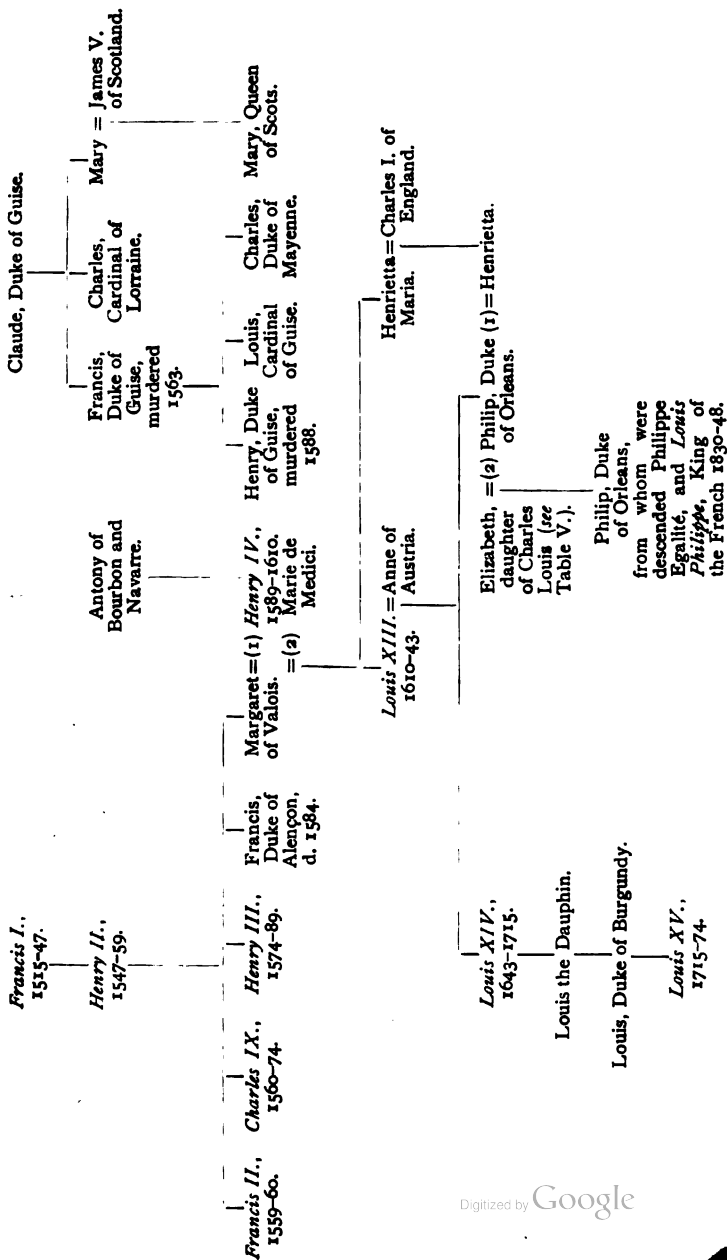 Francis I.,
1515-47.
Henry II.,
1547-59.
Francis II.,
1559-60.
Charles IX.,
1560-74.
Henry III.,
1574-89.
Francis,
Duke of
Alençon,
d. 1584.
Margaret =(1) Henry IV.,
of Valois. 1589-1610.
=(2) Marie de
Medici.
Antony of
Bourbon and
Navarre.
Claude, Duke of Guise.
Francis,
Duke of
Guise,
murdered
1563.
Charles,
Cardinal of
Lorraine.
Mary = James V.
of Scotland.
Henry, Duke
of Guise,
murdered
1588.
Louis,
Cardinal
of Guise.
Charles,
Duke of
Mayenne.
Mary, Queen
of Scots.
Louis XIII. = Anne of
1610-43. Austria.
Henrietta = Charles I. of
Maria. England.
Louis XIV.,
1643-1715.
Louis the Dauphin.
Louis, Duke of Burgundy.
Louis XV.,
1715-74.
Elizabeth, =(2) Philip, Duke (1)=Henrietta.
daughter of Orleans.
of Charles
Louis (see
Table V.).
Philip, Duke
of Orleans,
from whom were
descended Philippe
Egalité, and Louis
Philippe, King of
the French 1830-48.
Digitized by Google